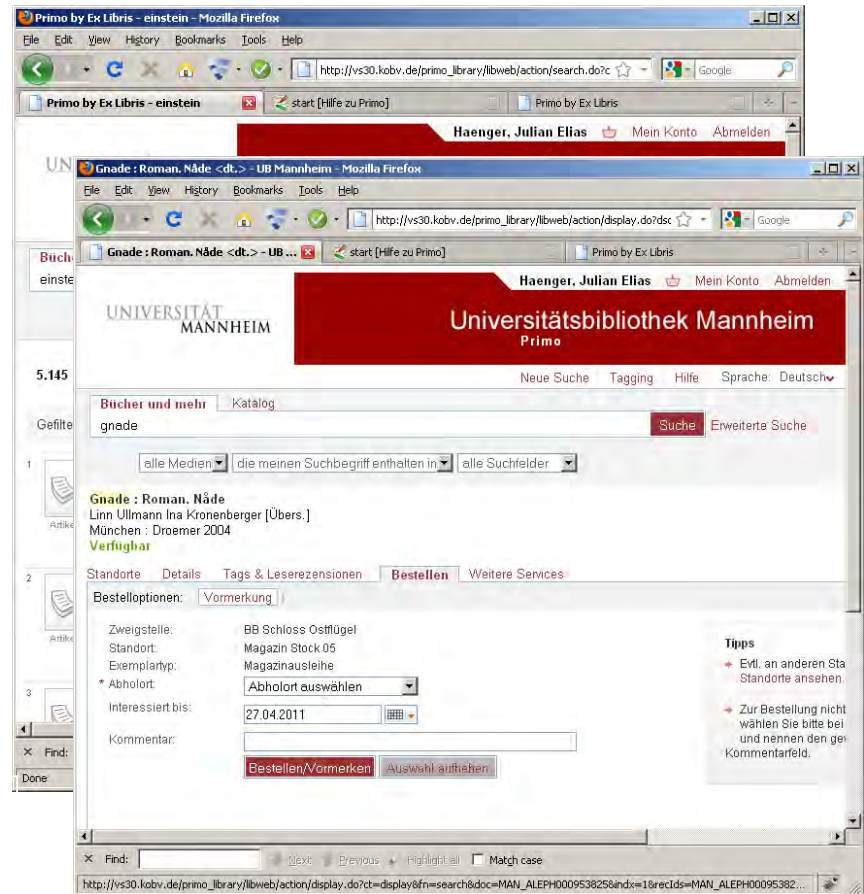 Primo by Ex Libris - einstein - Mozilla Firefox
File Edit View History Bookmarks Tools Help
http://vs30.kobv.de/primo_library/libweb/action/search.do?c Google
Primo by Ex Libris - einstein start [Hilfe zu Primo] Primo by Ex Libris
Haenger, Julian Elias Mein Konto Abmelden
UN
Büch
einste
5.145
Gefilte
1
Artike
2
Artike
3
× Find:
Done
Gnade : Roman. Nåde <dt.> - UB Mannheim - Mozilla Firefox
File Edit View History Bookmarks Tools Help
http://vs30.kobv.de/primo_library/libweb/action/display.do?dsc Google
Gnade : Roman. Nåde <dt.> - UB ... start [Hilfe zu Primo] Primo by Ex Libris
Haenger, Julian Elias Mein Konto Abmelden
UNIVERSITÄT
MANNHEIM
Universitätsbibliothek Mannheim
Primo
Neue Suche Tagging Hilfe Sprache: Deutsch
Bücher und mehr Katalog
gnade Suche Erweiterte Suche
alle Medien die meinen Suchbegriff enthalten in alle Suchfelder
Gnade : Roman. Nåde
Linn Ullmann Ina Kronenberger [Übers.]
München : Droemer 2004
Verfügbar
Standorte Details Tags & Leserezensionen Bestellen Weitere Services
Bestelloptionen: Vormerkung
Zweigstelle: BB Schloss Ostflügel
Standort: Magazin Stock 05
Exemplartyp: Magazinausleihe
* Abholort: Abholort auswählen
Interessiert bis: 27.04.2011
Kommentar:
Bestellen/Vormerken Auswahl aufheben
Tipps
Evtl. an anderen Sta
Standorte ansehen.
Zur Bestellung nicht
wählen Sie bitte bei
und nennen den ge
Kommentarfeld.
× Find: Next Previous Highlight all Match case
http://vs30.kobv.de/primo_library/libweb/action/display.do?ct=display&fn=search&doc=MAN_ALEPH000953825&indx=1&recIds=MAN_ALEPH00095382...